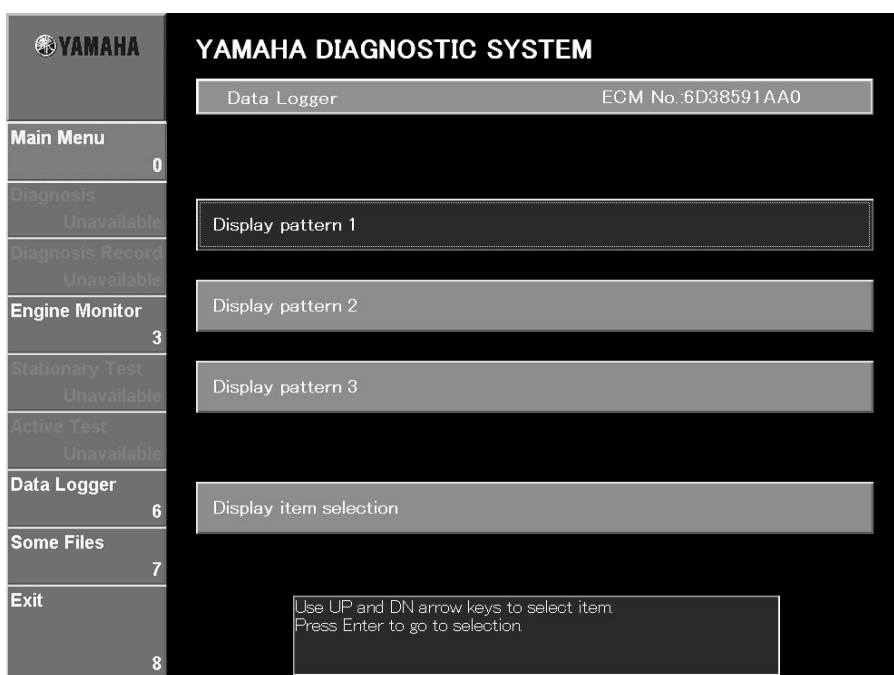 YAMAHA
YAMAHA DIAGNOSTIC SYSTEM
Data Logger ECM No.:6D38591AA0
Main Menu
0
Diagnosis
Unavailable
Diagnosis Record
Unavailable
Engine Monitor
3
Stationary Test
Unavailable
Active Test
Unavailable
Data Logger
6
Some Files
7
Exit
8
Display pattern 1
Display pattern 2
Display pattern 3
Display item selection
Use UP and DN arrow keys to select item.
Press Enter to go to selection.